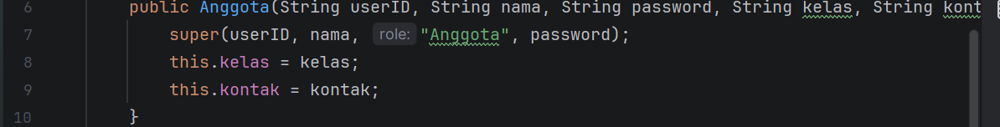 6 public Anggota(String userID, String nama, String password, String kelas, String kont
7 super(userID, nama, role: "Anggota", password);
8 this.kelas = kelas;
9 this.kontak = kontak;
10 }